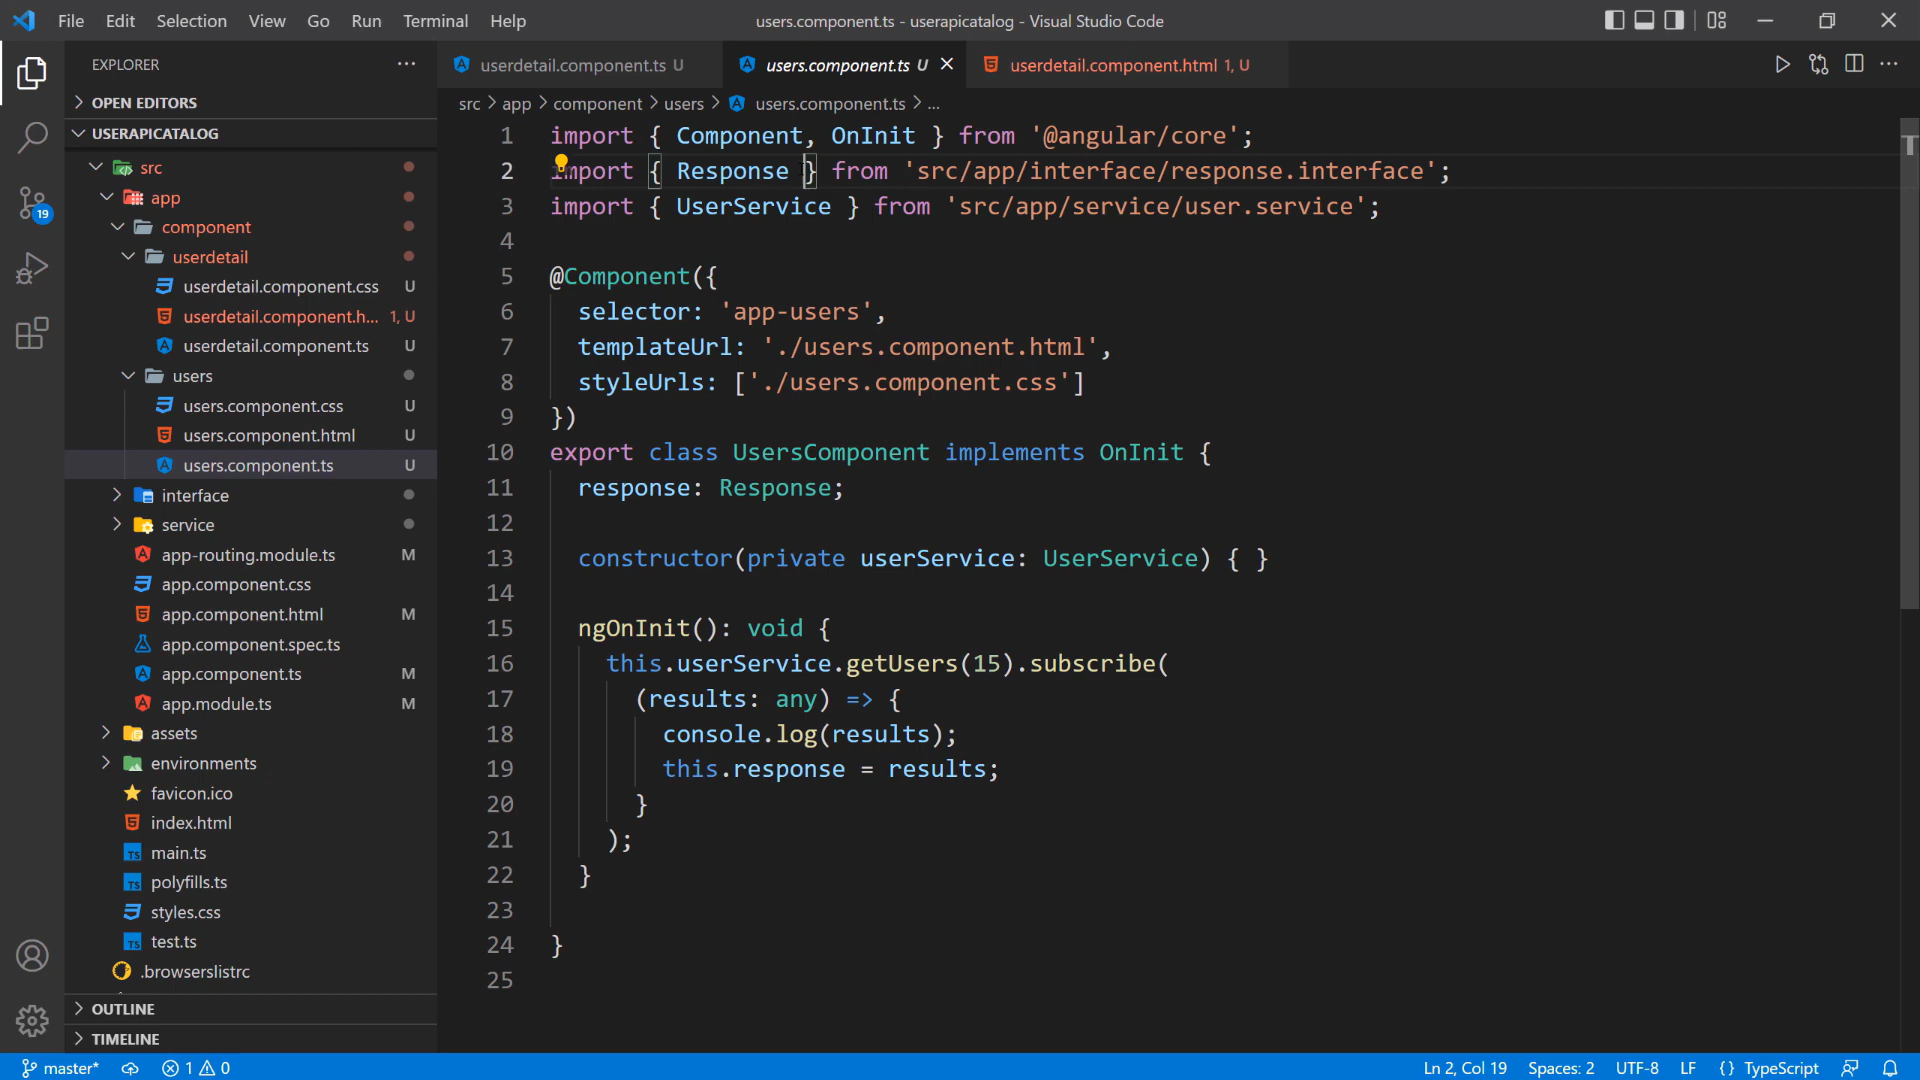 File Edit Selection View Go Run Terminal Help
users.component.ts - userapicatalog - Visual Studio Code
EXPLORER
OPEN EDITORS
USERAPICATALOG
src
app
component
userdetail
userdetail.component.css U
userdetail.component.h... 1, U
userdetail.component.ts U
users
users.component.css U
users.component.html U
users.component.ts U
interface
service
app-routing.module.ts M
app.component.css
app.component.html M
app.component.spec.ts
app.component.ts M
app.module.ts M
assets
environments
favicon.ico
index.html
main.ts
polyfills.ts
styles.css
test.ts
.browserslistrc
OUTLINE
TIMELINE
19
userdetail.component.ts U
users.component.ts U
userdetail.component.html 1, U
src > app > component > users > users.component.ts > ...
1 import { Component, OnInit } from '@angular/core';
2 import { Response } from 'src/app/interface/response.interface';
3 import { UserService } from 'src/app/service/user.service';
4
5 @Component({
6 selector: 'app-users',
7 templateUrl: './users.component.html',
8 styleUrls: ['./users.component.css']
9 })
10 export class UsersComponent implements OnInit {
11 response: Response;
12
13 constructor(private userService: UserService) { }
14
15 ngOnInit(): void {
16 this.userService.getUsers(15).subscribe(
17 (results: any) => {
18 console.log(results);
19 this.response = results;
20 }
21 );
22 }
23
24 }
25
master* 1 0 Ln 2, Col 19 Spaces: 2 UTF-8 LF {} TypeScript